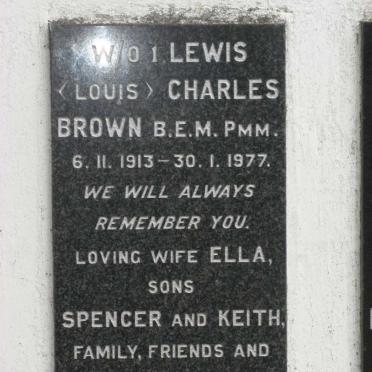 W/O 1 LEWIS
<LOUIS> CHARLES
BROWN B.E.M. PMM.
6. 11. 1913 - 30. 1. 1977.
WE WILL ALWAYS
REMEMBER YOU.
LOVING WIFE ELLA,
SONS
SPENCER AND KEITH,
FAMILY, FRIENDS AND